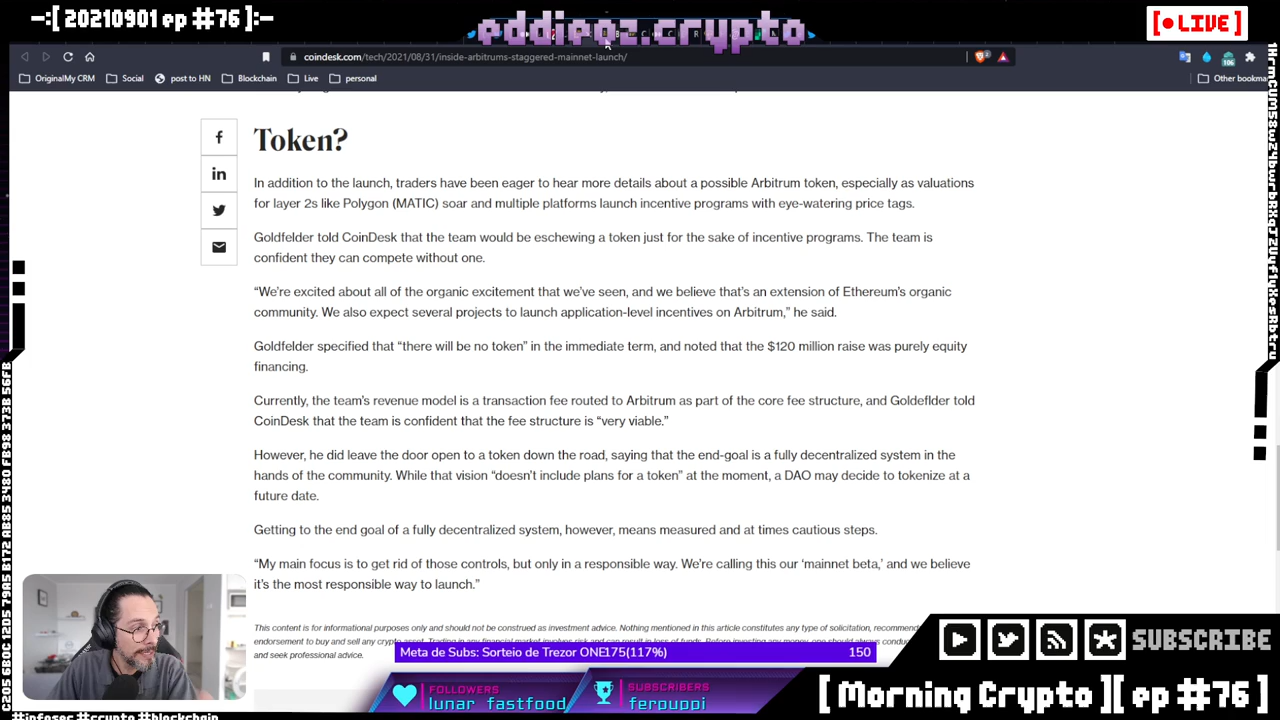 -:[ 20210901 ep #76 ]:-
eddieoz.crypto
LIVE
coindesk.com/tech/2021/08/31/inside-arbitrums-staggered-mainnet-launch/
OriginalMy CRM
Social
post to HN
Blockchain
Live
personal
Other bookma
Token?
In addition to the launch, traders have been eager to hear more details about a possible Arbitrum token, especially as valuations
for layer 2s like Polygon (MATIC) soar and multiple platforms launch incentive programs with eye-watering price tags.
Goldfelder told CoinDesk that the team would be eschewing a token just for the sake of incentive programs. The team is
confident they can compete without one.
“We’re excited about all of the organic excitement that we’ve seen, and we believe that’s an extension of Ethereum’s organic
community. We also expect several projects to launch application-level incentives on Arbitrum,” he said.
Goldfelder specified that “there will be no token” in the immediate term, and noted that the $120 million raise was purely equity
financing.
Currently, the team’s revenue model is a transaction fee routed to Arbitrum as part of the core fee structure, and Goldeflder told
CoinDesk that the team is confident that the fee structure is “very viable.”
However, he did leave the door open to a token down the road, saying that the end-goal is a fully decentralized system in the
hands of the community. While that vision “doesn’t include plans for a token” at the moment, a DAO may decide to tokenize at a
future date.
Getting to the end goal of a fully decentralized system, however, means measured and at times cautious steps.
“My main focus is to get rid of those controls, but only in a responsible way. We’re calling this our ‘mainnet beta,’ and we believe
it’s the most responsible way to launch.”
This content is for informational purposes only and should not be construed as investment advice. Nothing mentioned in this article constitutes any type of solicitation, recommend
endorsement to buy and sell any
and seek professional advice.
Meta de Subs: Sorteio de Trezor ONE175(117%) 150
SUBSCRIBE
FOLLOWERS
lunar_fastfood
SUBSCRIBERS
ferpuppi
[ Morning Crypto ][ ep #76 ]
#infosec #crypto #blockchain